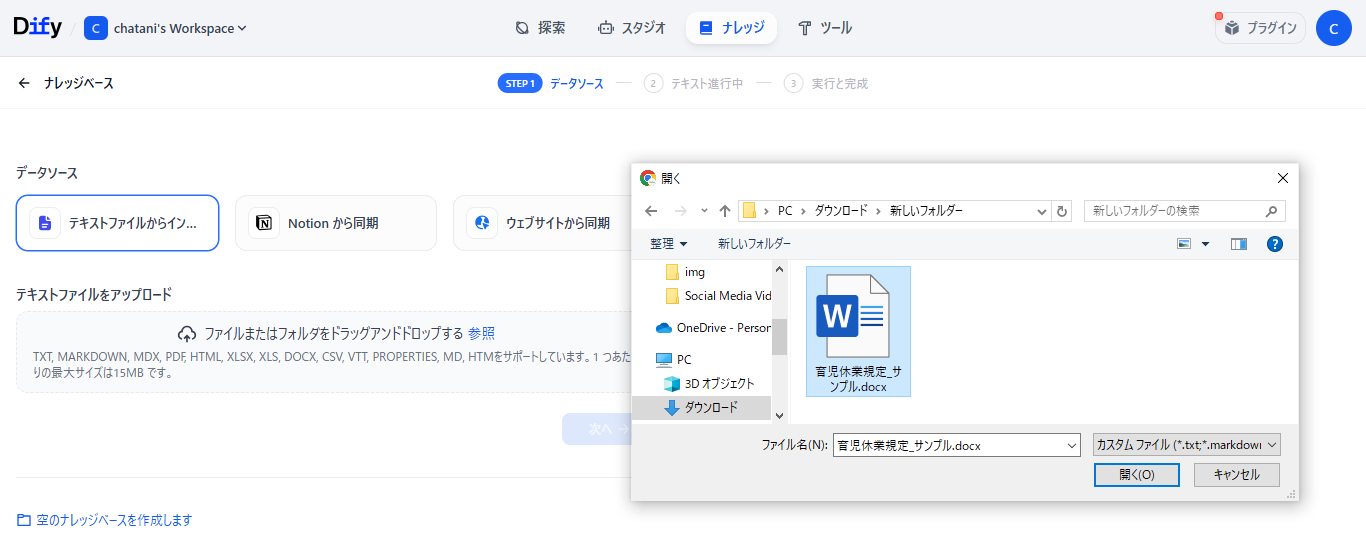 Dify / C chatani's Workspace
探索
スタジオ
ナレッジ
ツール
プラグイン
C
ナレッジベース
STEP 1 データソース
2 テキスト進行中
3 実行と完成
データソース
テキストファイルからイン...
Notion から同期
ウェブサイトから同期
テキストファイルをアップロード
ファイルまたはフォルダをドラッグアンドドロップする 参照
TXT, MARKDOWN, MDX, PDF, HTML, XLSX, XLS, DOCX, CSV, VTT, PROPERTIES, MD, HTMをサポートしています。1 つあた
りの最大サイズは15MB です。
次へ →
空のナレッジベースを作成します
開く
PC › ダウンロード › 新しいフォルダー
新しいフォルダーの検索
整理
新しいフォルダー
img
Social Media Vid
OneDrive - Person
PC
3D オブジェクト
ダウンロード
W
育児休業規定_サ
ンプル.docx
ファイル名(N):
育児休業規定_サンプル.docx
カスタム ファイル (*.txt;*.markdown
開く(O)
キャンセル